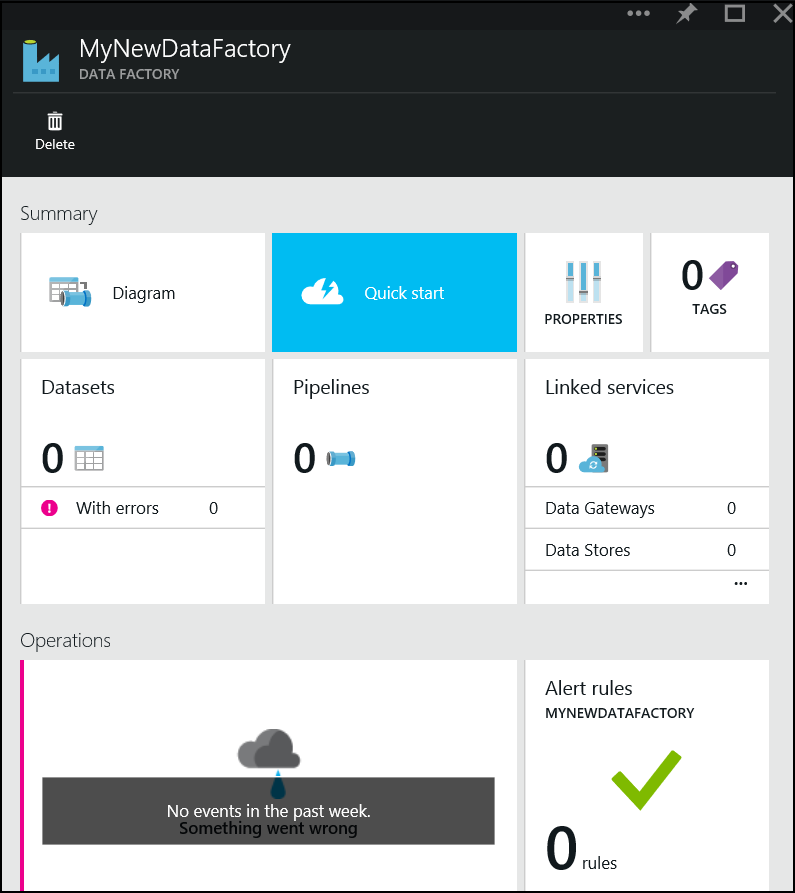 MyNewDataFactory
DATA FACTORY
Delete
Summary
Diagram
Quick start
PROPERTIES
0
TAGS
Datasets
0
With errors 0
Pipelines
0
Linked services
0
Data Gateways 0
Data Stores 0
...
Operations
No events in the past week.
Something went wrong
Alert rules
MYNEWDATAFACTORY
0 rules